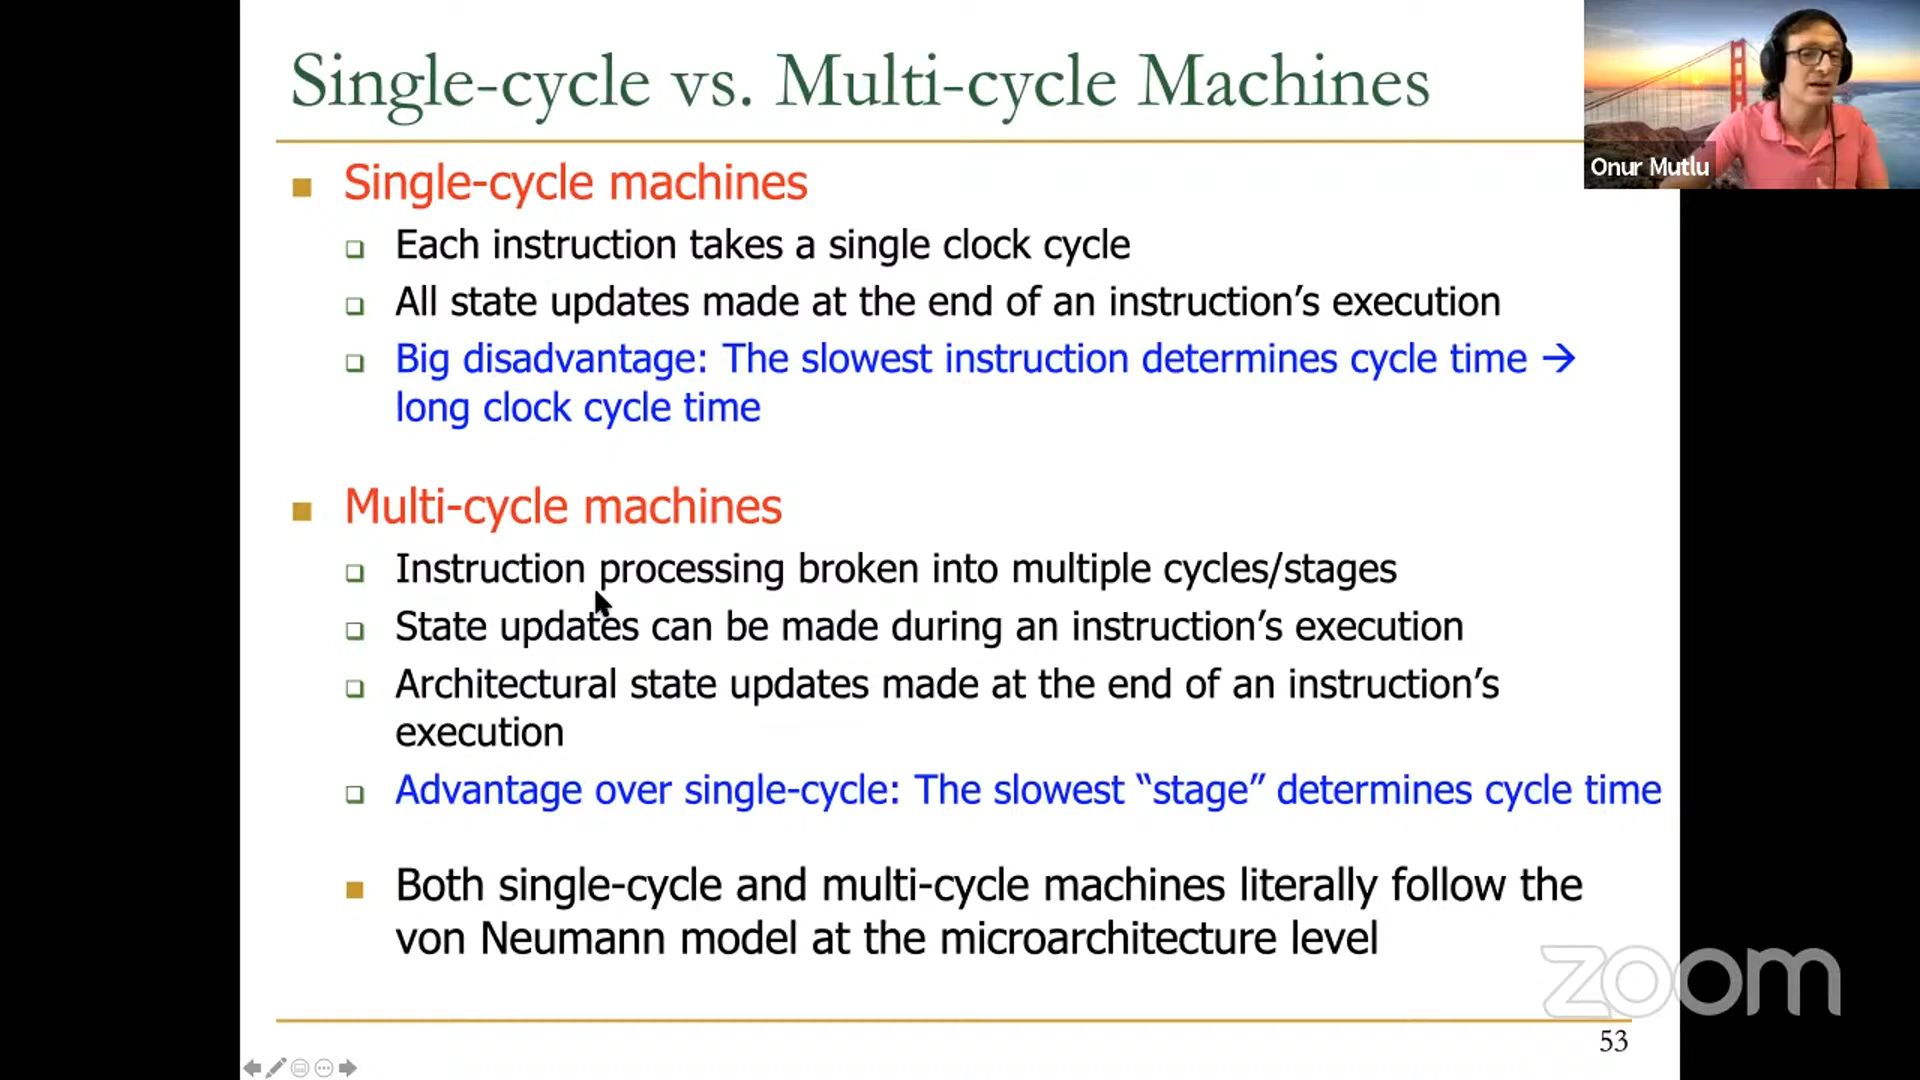 Single-cycle vs. Multi-cycle Machines
Onur Mutlu
Single-cycle machines
Each instruction takes a single clock cycle
All state updates made at the end of an instruction’s execution
Big disadvantage: The slowest instruction determines cycle time →
long clock cycle time
Multi-cycle machines
Instruction processing broken into multiple cycles/stages
State updates can be made during an instruction’s execution
Architectural state updates made at the end of an instruction’s
execution
Advantage over single-cycle: The slowest “stage” determines cycle time
Both single-cycle and multi-cycle machines literally follow the
von Neumann model at the microarchitecture level
zoom
53